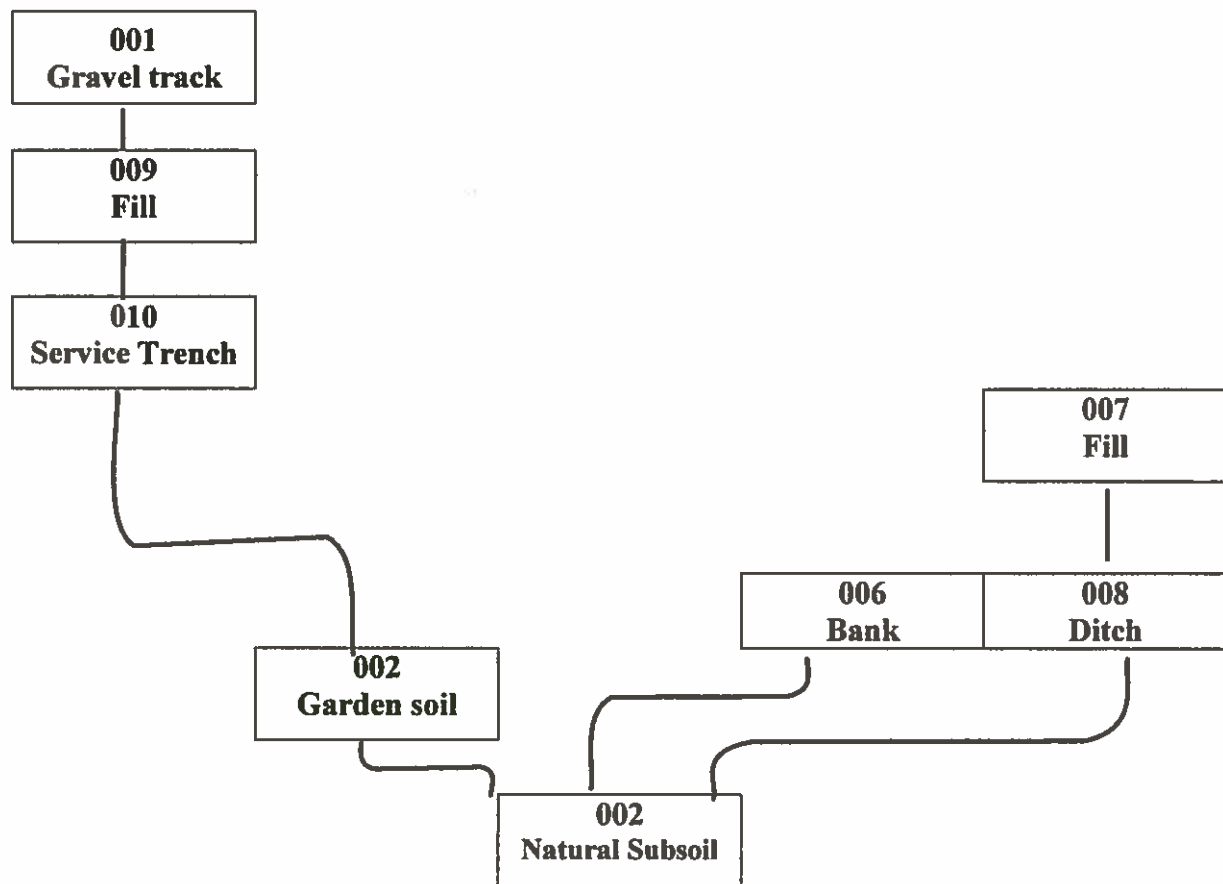 001
Gravel track
009
Fill
010
Service Trench
007
Fill
006
Bank
008
Ditch
002
Garden soil
002
Natural Subsoil